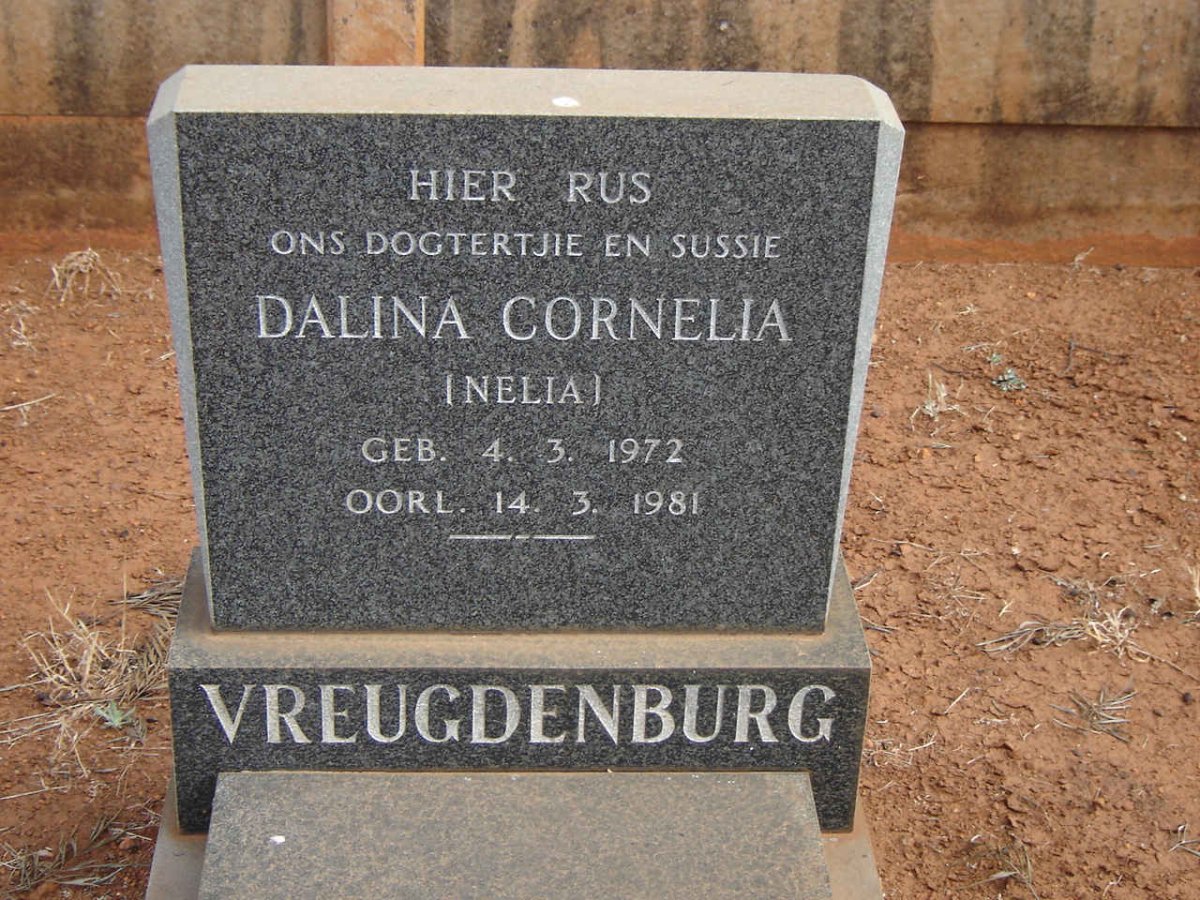 HIER RUS
ONS DOGTERTJIE EN SUSSIE
DALINA CORNELIA
[NELIA]
GEB. 4. 3. 1972
OORL. 14. 3. 1981
VREUGDENBURG